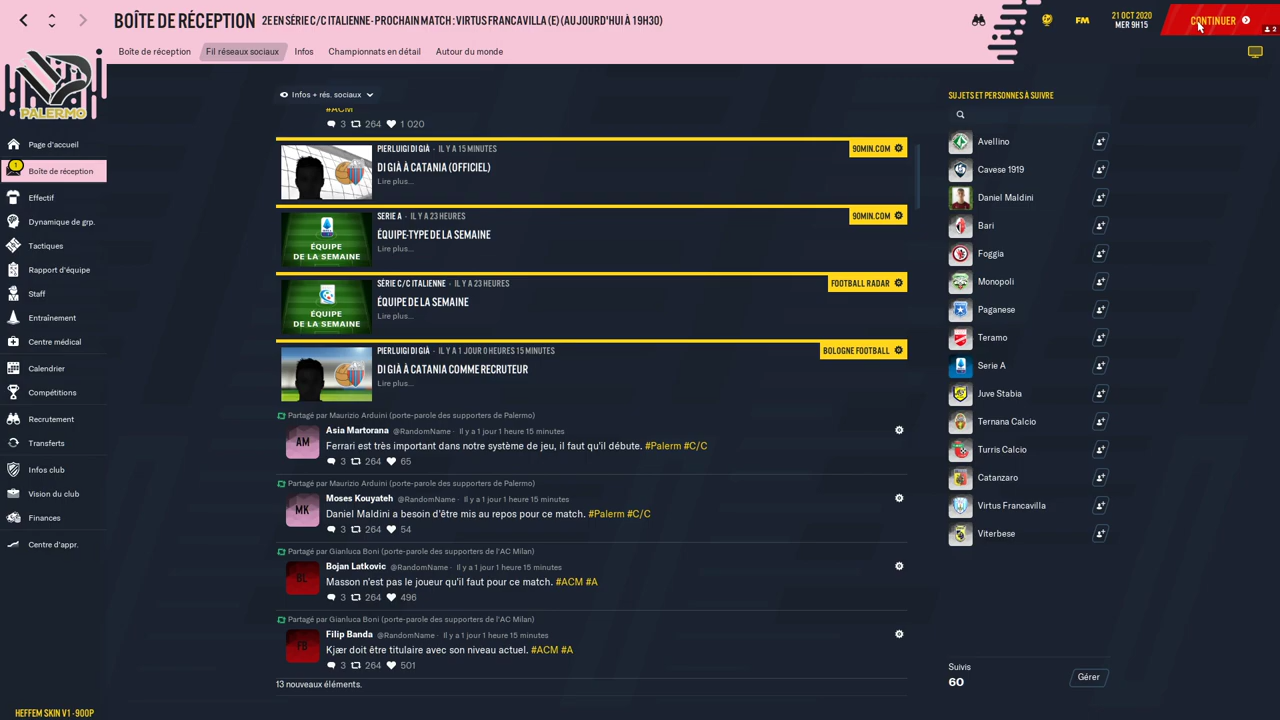 BOÎTE DE RÉCEPTION
2E EN SÉRIE C/C ITALIENNE - PROCHAIN MATCH : VIRTUS FRANCAVILLA (E) (AUJOURD'HUI À 19H30)
FM
21 OCT 2020
MER 9H15
CONTINUER
2
Boîte de réception
Fil réseaux sociaux
Infos
Championnats en détail
Autour du monde
PALERMO
Page d'accueil
1
Boîte de réception
Effectif
Dynamique de grp.
Tactiques
Rapport d'équipe
Staff
Entraînement
Centre médical
Calendrier
Compétitions
Recrutement
Transferts
Infos club
Vision du club
Finances
Centre d'appr.
HEFFEM SKIN V1 -900P
Infos + rés. sociaux
#ACM
3 264 1 020
PIERLUIGI DI GIÀ - IL Y A 15 MINUTES
90MIN.COM
DI GIÀ À CATANIA (OFFICIEL)
Lire plus...
SERIE A - IL Y A 23 HEURES
90MIN.COM
ÉQUIPE-TYPE DE LA SEMAINE
Lire plus...
ÉQUIPE
DE LA SEMAINE
SÉRIE C/C ITALIENNE - IL Y A 23 HEURES
FOOTBALL RADAR
ÉQUIPE DE LA SEMAINE
Lire plus...
ÉQUIPE
DE LA SEMAINE
PIERLUIGI DI GIÀ - IL Y A 1 JOUR 0 HEURES 15 MINUTES
BOLOGNE FOOTBALL
DI GIÀ À CATANIA COMME RECRUTEUR
Lire plus...
Partagé par Maurizio Arduini (porte-parole des supporters de Palermo)
AM
Asia Martorana @RandomName · Il y a 1 jour 1 heure 15 minutes
Ferrari est très important dans notre système de jeu, il faut qu'il débute. #Palerm #C/C
3 264 65
Partagé par Maurizio Arduini (porte-parole des supporters de Palermo)
MK
Moses Kouyateh @RandomName · Il y a 1 jour 1 heure 15 minutes
Daniel Maldini a besoin d'être mis au repos pour ce match. #Palerm #C/C
3 264 54
Partagé par Gianluca Boni (porte-parole des supporters de l'AC Milan)
BL
Bojan Latkovic @RandomName · Il y a 1 jour 1 heure 15 minutes
Masson n'est pas le joueur qu'il faut pour ce match. #ACM #A
3 264 496
Partagé par Gianluca Boni (porte-parole des supporters de l'AC Milan)
FB
Filip Banda @RandomName · Il y a 1 jour 1 heure 15 minutes
Kjær doit être titulaire avec son niveau actuel. #ACM #A
3 264 501
13 nouveaux éléments.
SUJETS ET PERSONNES À SUIVRE
Avellino
Cavese 1919
Daniel Maldini
Bari
Foggia
Monopoli
Paganese
Teramo
Serie A
Juve Stabia
Ternana Calcio
Turris Calcio
Catanzaro
Virtus Francavilla
Viterbese
Suivis
60
Gérer